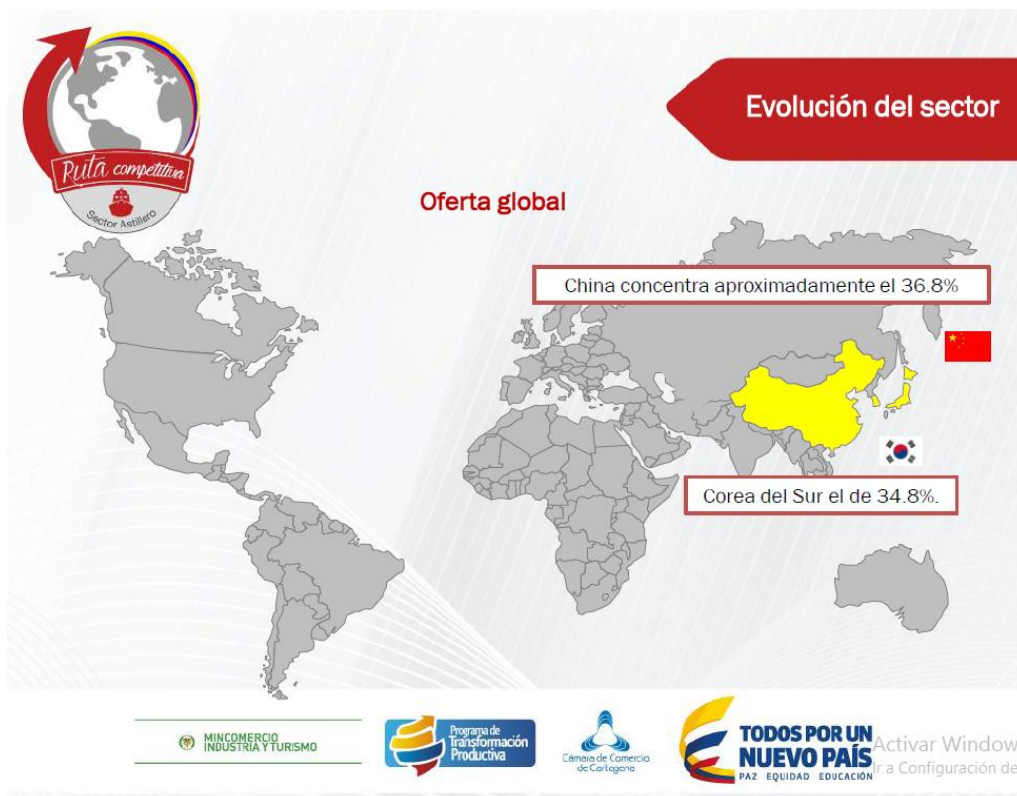 Evolución del sector
Ruta competitiva
Sector Astillero
Oferta global
China concentra aproximadamente el 36.8%
Corea del Sur el de 34.8%.
MINCOMERCIO
INDUSTRIA Y TURISMO
Programa de
Transformación
Productiva
Cámara de Comercio
de Cartagena
TODOS POR UN
NUEVO PAÍS
PAZ EQUIDAD EDUCACIÓN
Activar Window
Ir a Configuración de